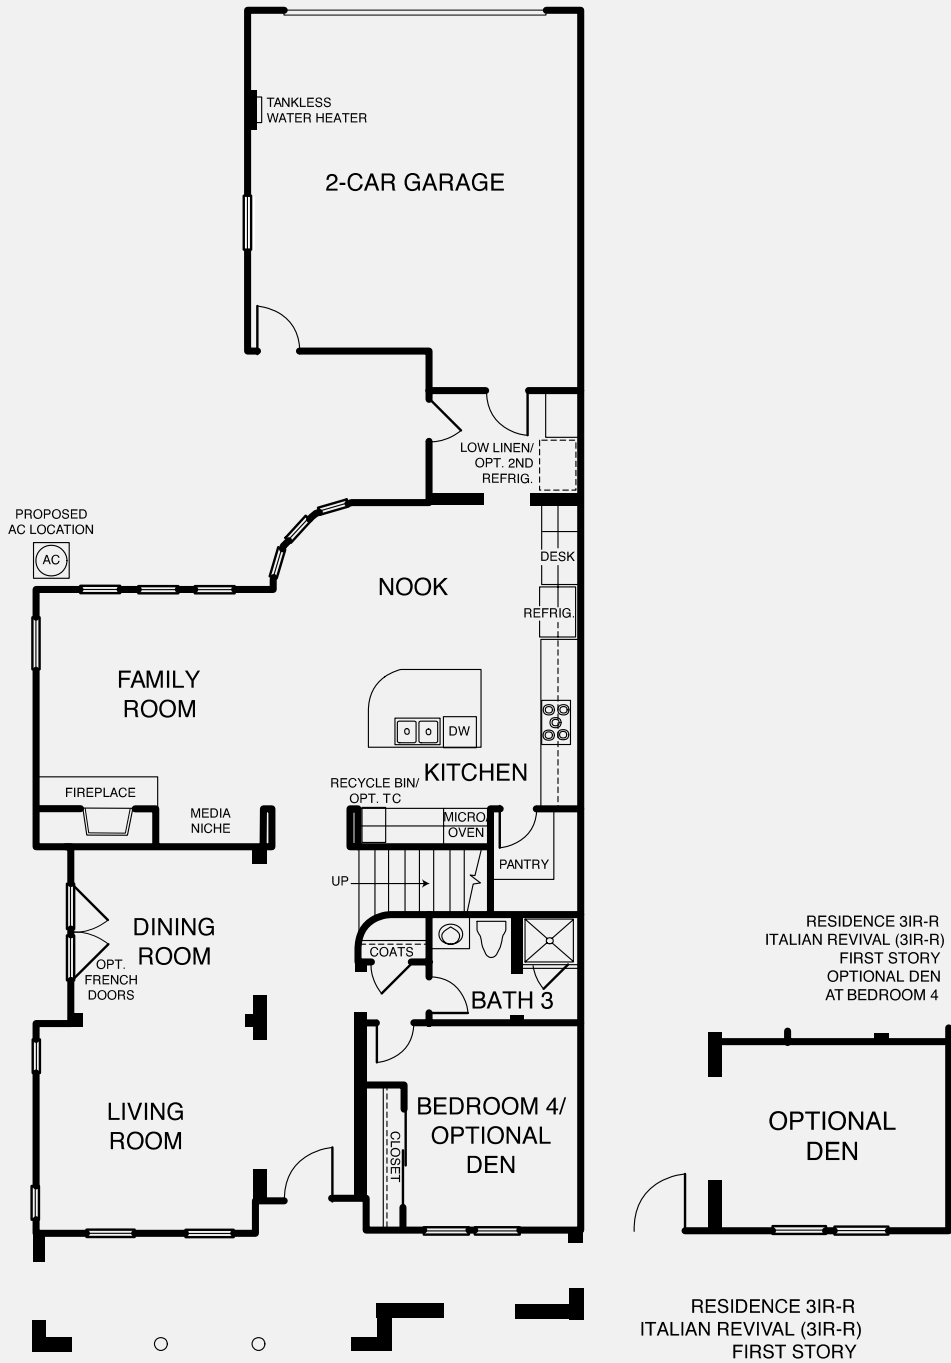 TANKLESS
WATER HEATER
2-CAR GARAGE
LOW LINEN/
OPT. 2ND
REFRIG.
PROPOSED
AC LOCATION
AC
DESK
NOOK
REFRIG.
FAMILY
ROOM
DW
KITCHEN
RECYCLE BIN/
OPT. TC
FIREPLACE
MEDIA
NICHE
MICRO/
OVEN
PANTRY
UP
DINING
ROOM
OPT.
FRENCH
DOORS
COATS
BATH 3
RESIDENCE 3IR-R
ITALIAN REVIVAL (3IR-R)
FIRST STORY
OPTIONAL DEN
AT BEDROOM 4
LIVING
ROOM
CLOSET
BEDROOM 4/
OPTIONAL
DEN
OPTIONAL
DEN
RESIDENCE 3IR-R
ITALIAN REVIVAL (3IR-R)
FIRST STORY